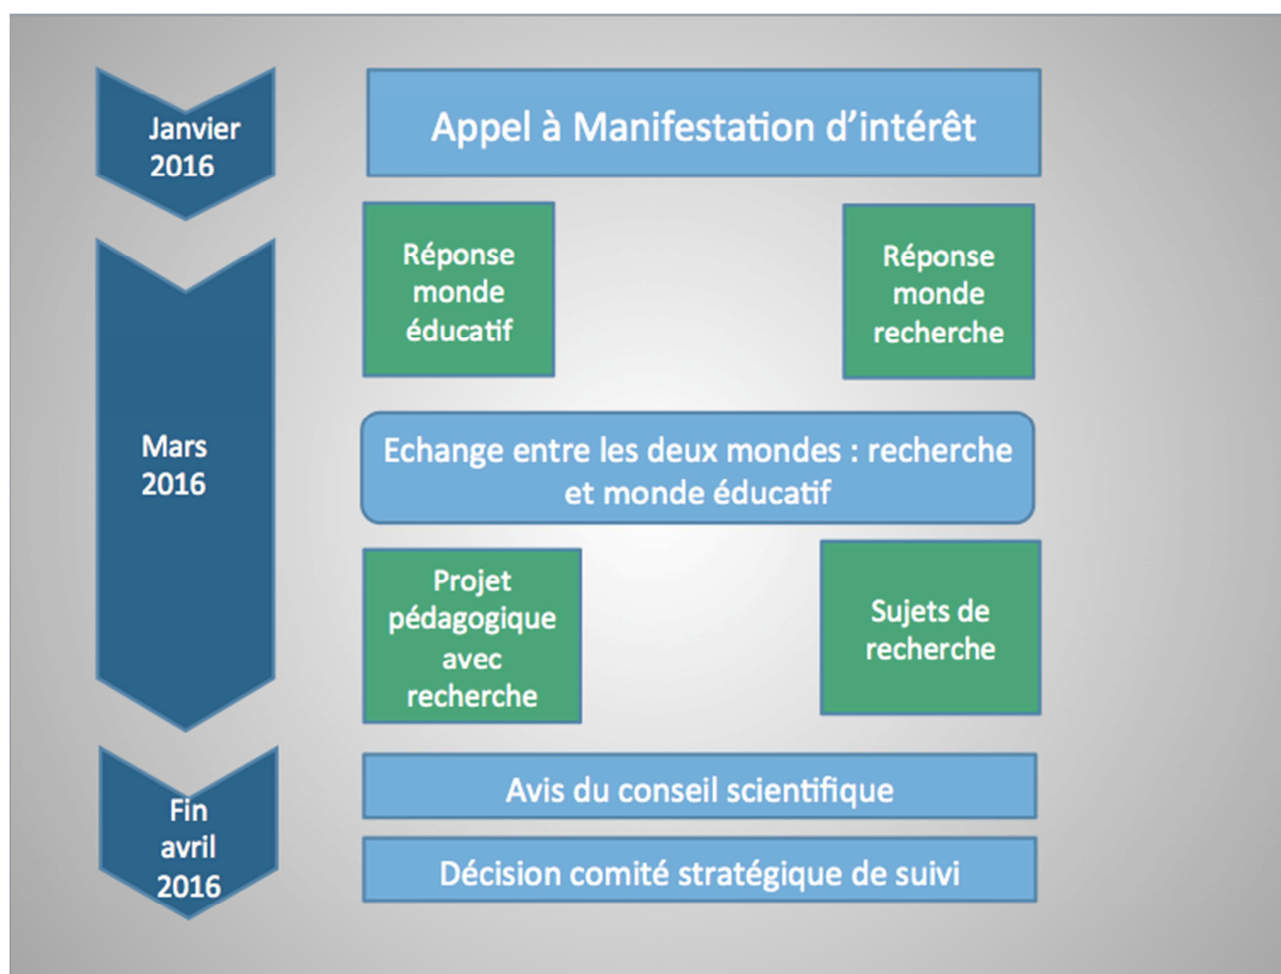 Janvier
2016
Appel à Manifestation d'intérêt
Réponse
monde
éducatif
Réponse
monde
recherche
Mars
2016
Echange entre les deux mondes : recherche
et monde éducatif
Projet
pédagogique
avec
recherche
Sujets de
recherche
Fin
avril
2016
Avis du conseil scientifique
Décision comité stratégique de suivi